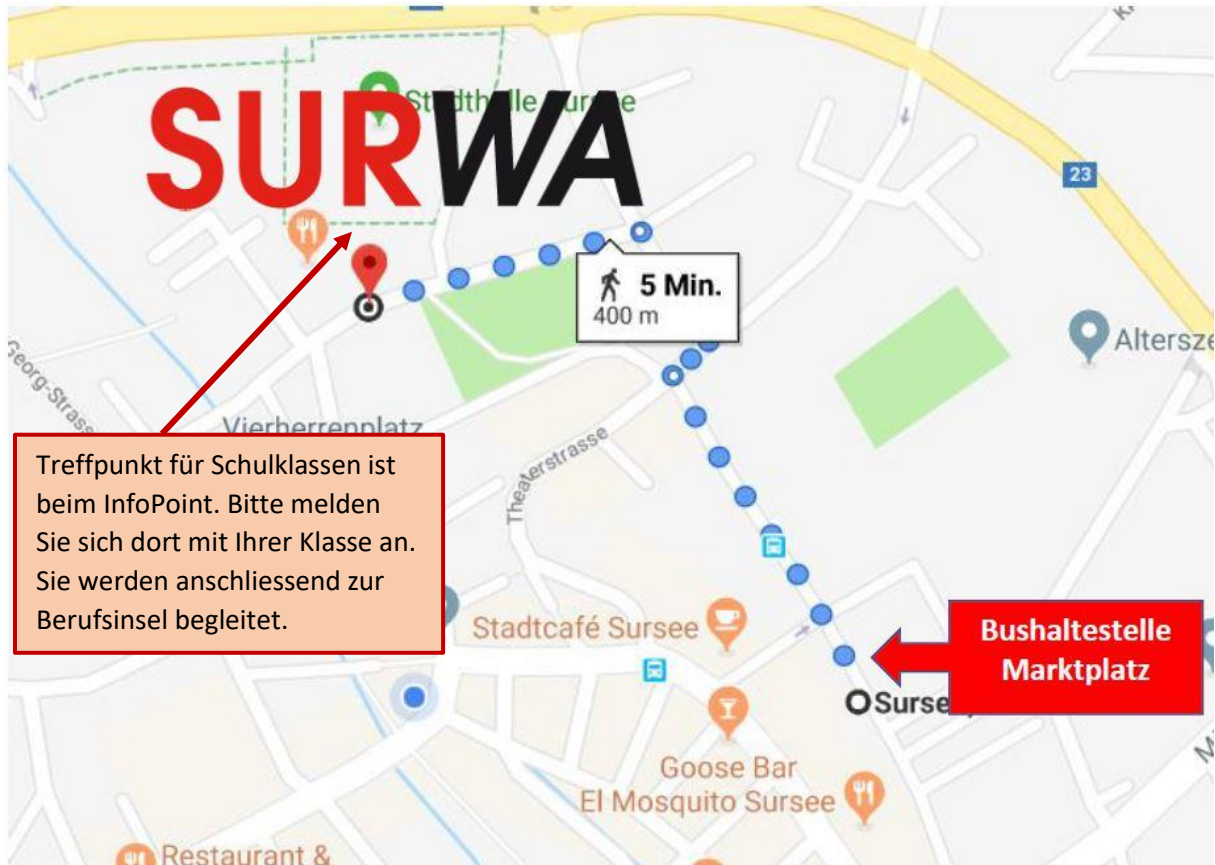 Stadthalle Sursee
SURWA
23
5 Min.
400 m
Altersze
Georg-Strasse
Vierherrenplatz
Theaterstrasse
Treffpunkt für Schulklassen ist
beim InfoPoint. Bitte melden
Sie sich dort mit Ihrer Klasse an.
Sie werden anschliessend zur
Berufsinsel begleitet.
Stadtcafé Sursee
Bushaltestelle
Marktplatz
Surse
Goose Bar
El Mosquito Sursee
Restaurant &